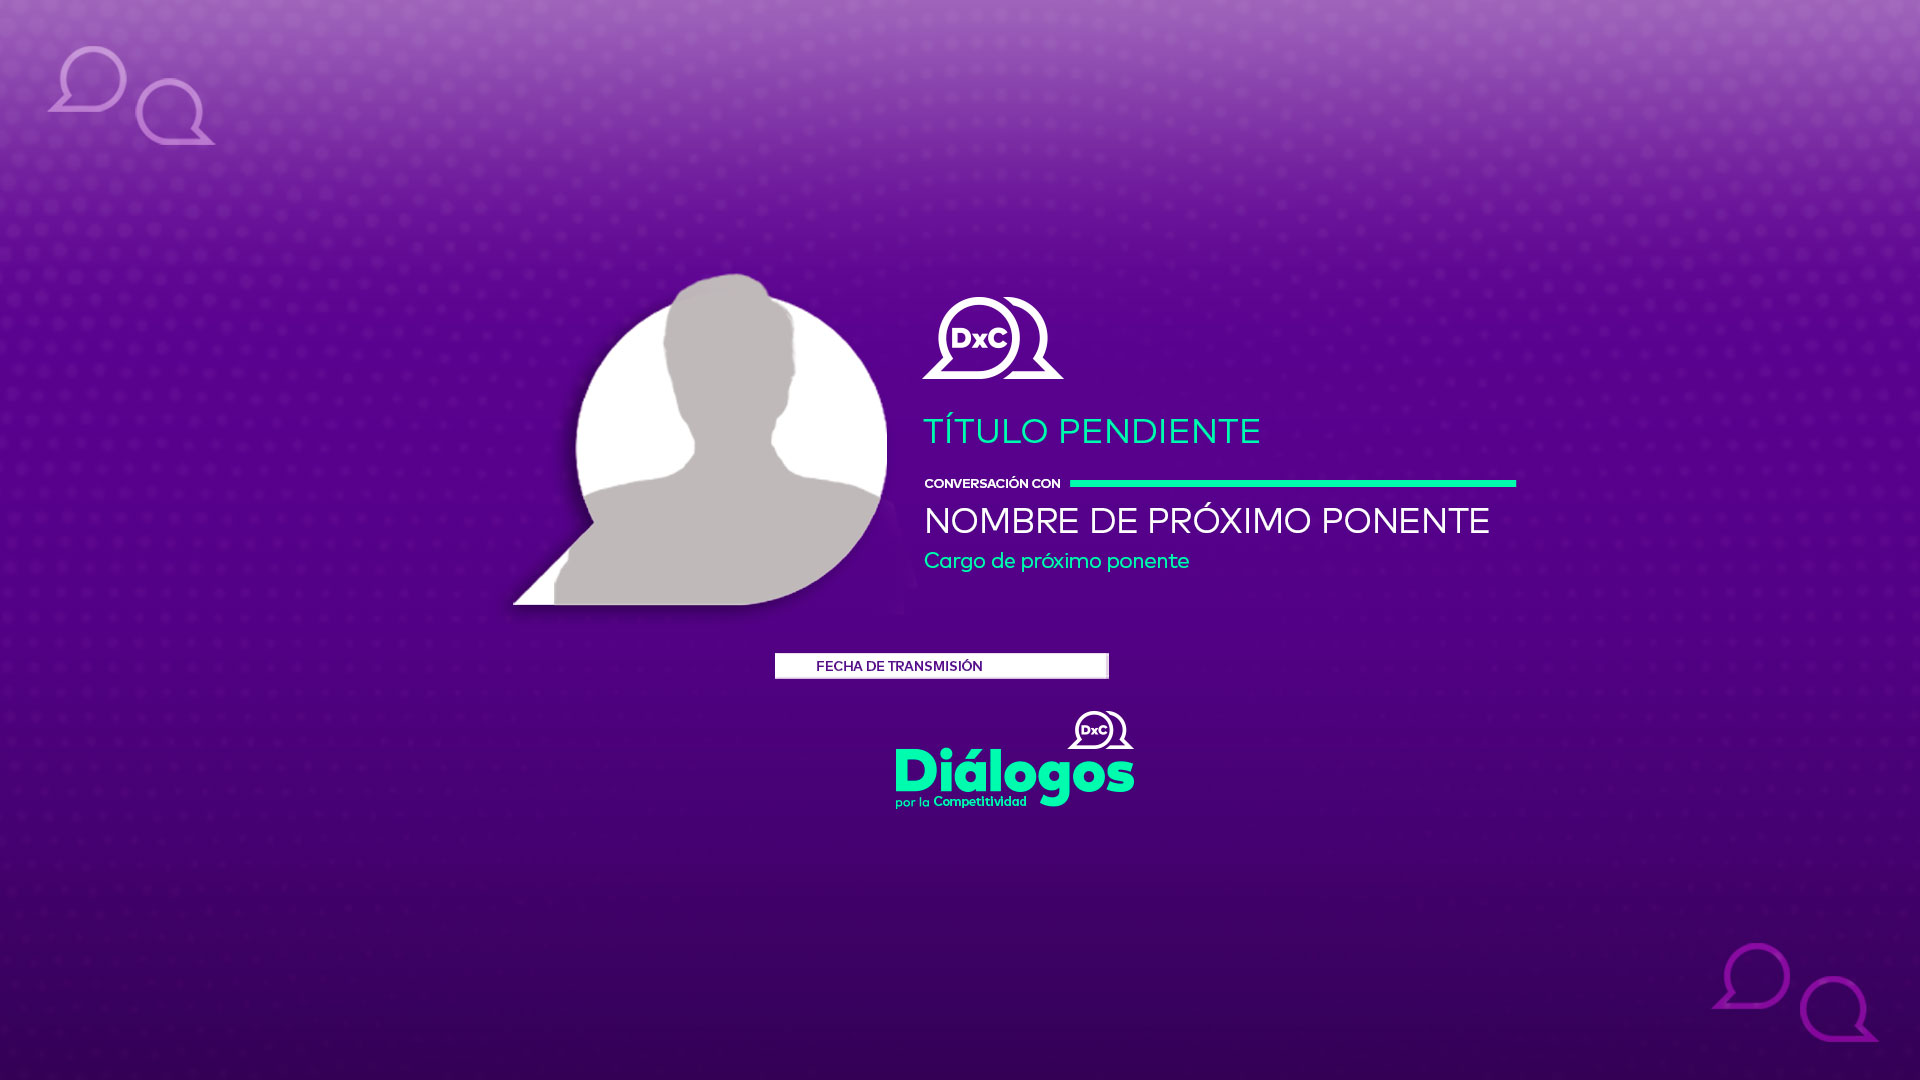 DxC
TÍTULO PENDIENTE
CONVERSACIÓN CON
NOMBRE DE PRÓXIMO PONENTE
Cargo de próximo ponente
FECHA DE TRANSMISIÓN
DxC
Diálogos
por la Competitividad